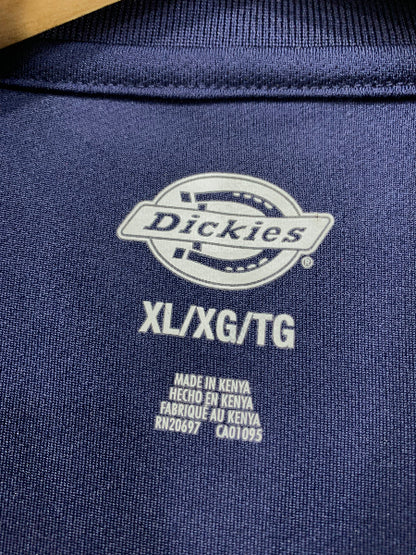 Dickies
®
XL/XG/TG
MADE IN KENYA
HECHO EN KENYA
FABRIQUÉ AU KENYA
RN20697 CA01095